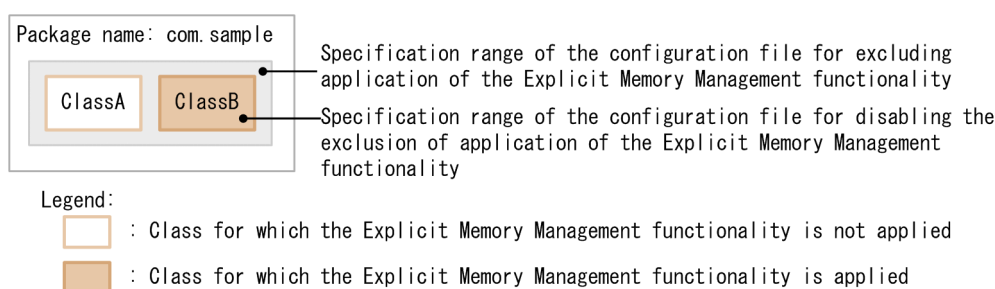 Package name: com.sample
Specification range of the configuration file for excluding
application of the Explicit Memory Management functionality
ClassA
ClassB
Specification range of the configuration file for disabling the
exclusion of application of the Explicit Memory Management
functionality
Legend:
: Class for which the Explicit Memory Management functionality is not applied
: Class for which the Explicit Memory Management functionality is applied